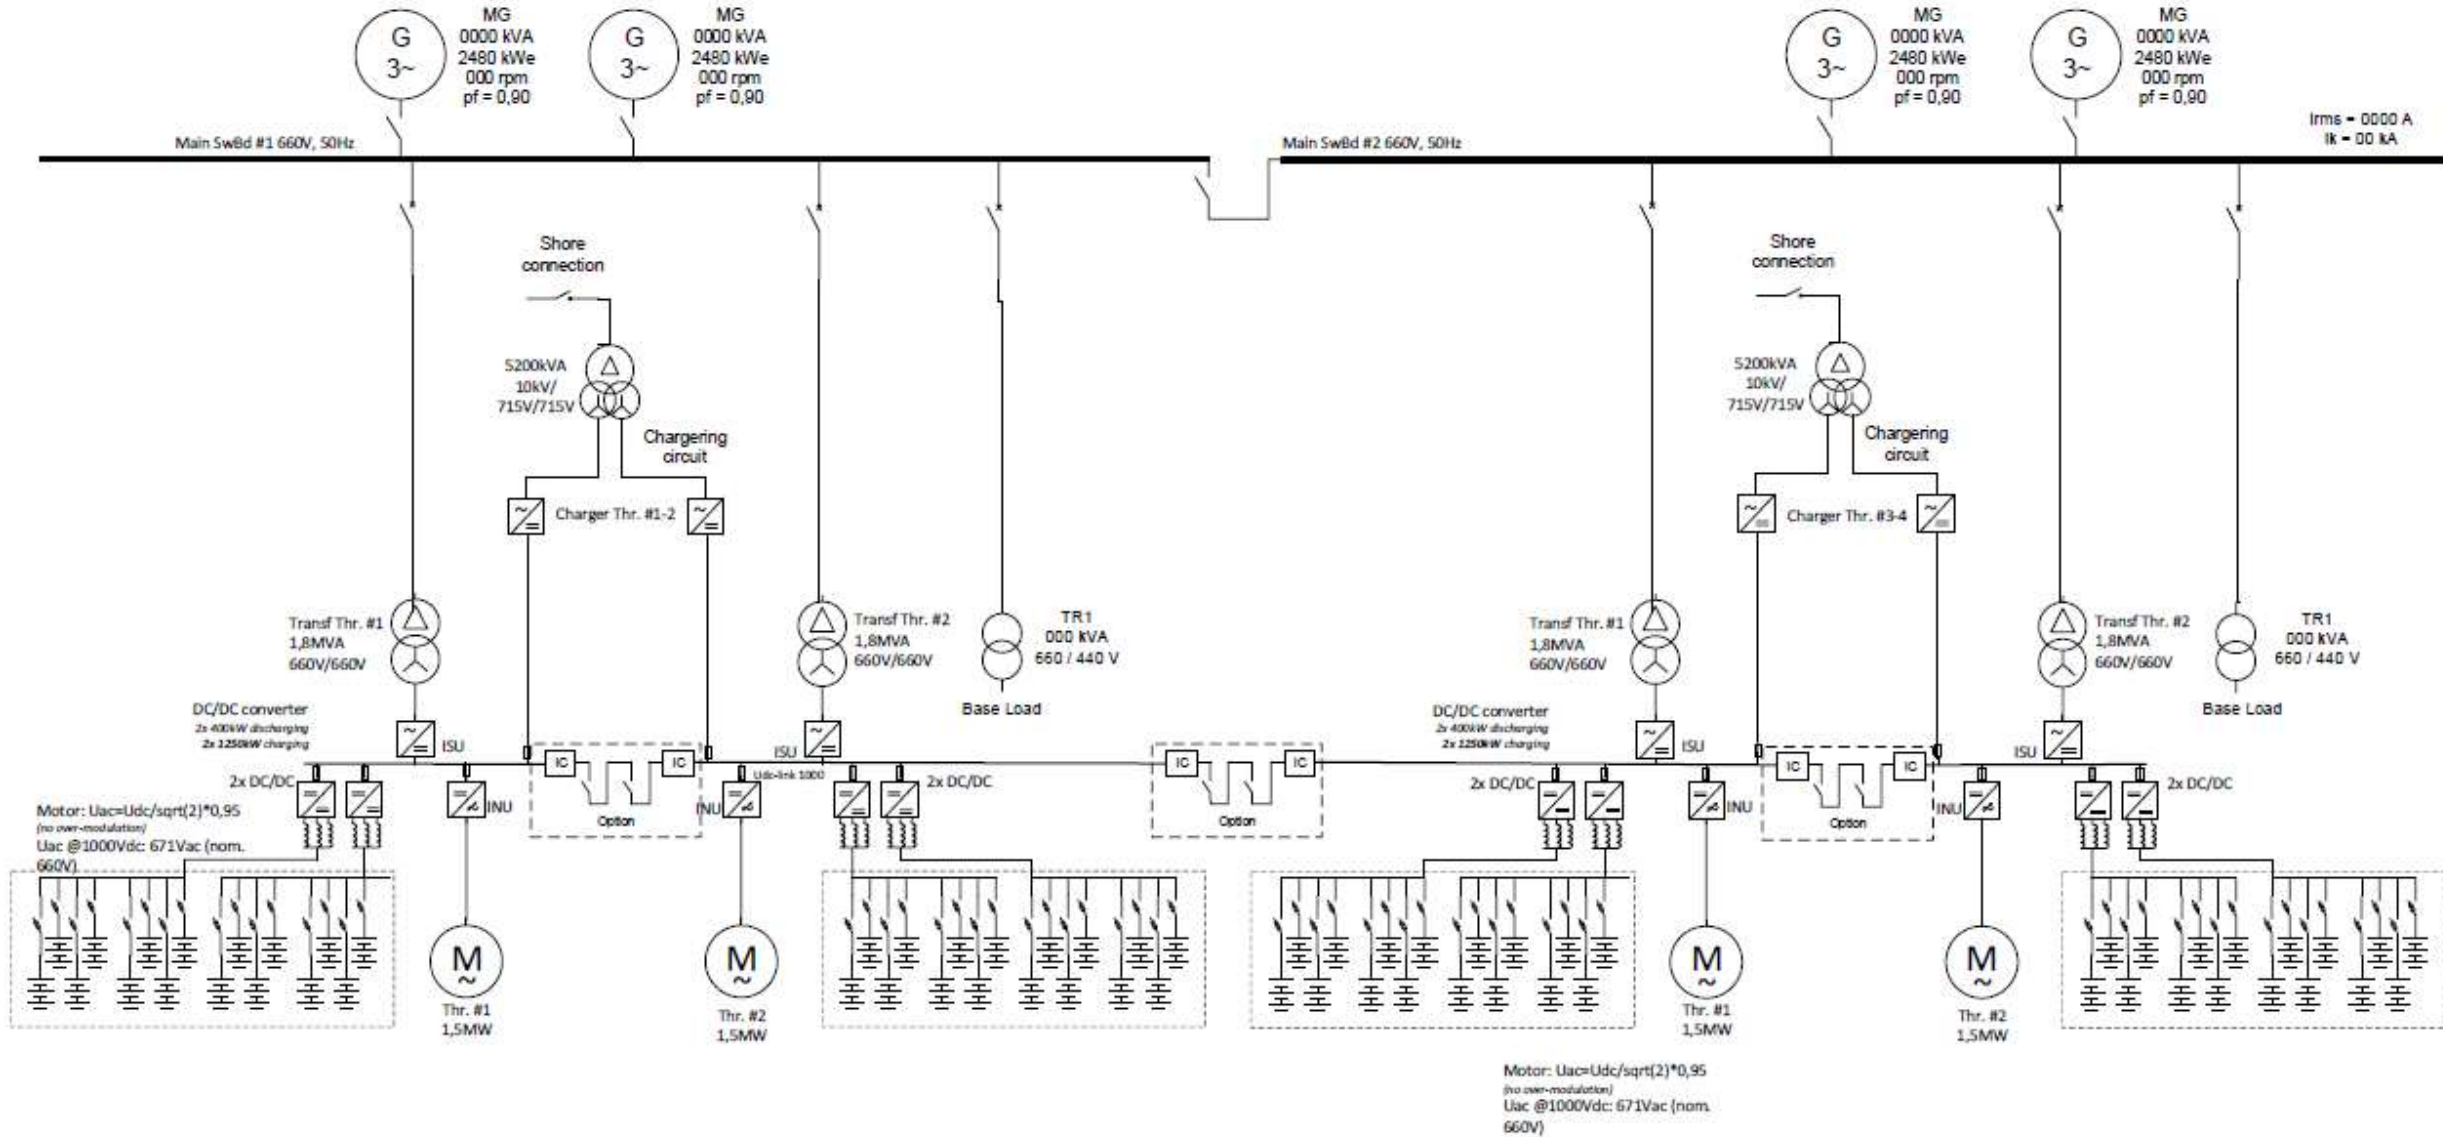 G
3~
MG
0000 kVA
2480 kWe
000 rpm
pf = 0,90
G
3~
MG
0000 kVA
2480 kWe
000 rpm
pf = 0,90
G
3~
MG
0000 kVA
2480 kWe
000 rpm
pf = 0,90
G
3~
MG
0000 kVA
2480 kWe
000 rpm
pf = 0,90
Irms = 0000 A
Ik = 00 kA
Main SwBd #1 660V, 50Hz
Main SwBd #2 660V, 50Hz
Shore
connection
5200kVA
10kV/
715V/715V
Chargering
circuit
Charger Thr. #1-2
Shore
connection
5200kVA
10kV/
715V/715V
Chargering
circuit
Charger Thr. #3-4
Transf Thr. #1
1,8MVA
660V/660V
Transf Thr. #2
1,8MVA
660V/660V
TR1
000 kVA
660 / 440 V
Base Load
Transf Thr. #1
1,8MVA
660V/660V
Transf Thr. #2
1,8MVA
660V/660V
TR1
000 kVA
660 / 440 V
Base Load
DC/DC converter
2x 400kW discharging
2x 1250kW charging
ISU
2x DC/DC
INU
IC
IC
Option
ISU
Udc-link 1000
INU
2x DC/DC
IC
IC
Option
DC/DC converter
2x 400kW discharging
2x 1250kW charging
ISU
2x DC/DC
INU
IC
IC
Option
ISU
INU
2x DC/DC
Motor: Uac=Udc/sqrt(2)*0,95
(no over-modulation)
Uac @1000Vdc: 671Vac (nom.
660V)
M
~
Thr. #1
1,5MW
M
~
Thr. #2
1,5MW
M
~
Thr. #1
1,5MW
M
~
Thr. #2
1,5MW
Motor: Uac=Udc/sqrt(2)*0,95
(no over-modulation)
Uac @1000Vdc: 671Vac (nom.
660V)